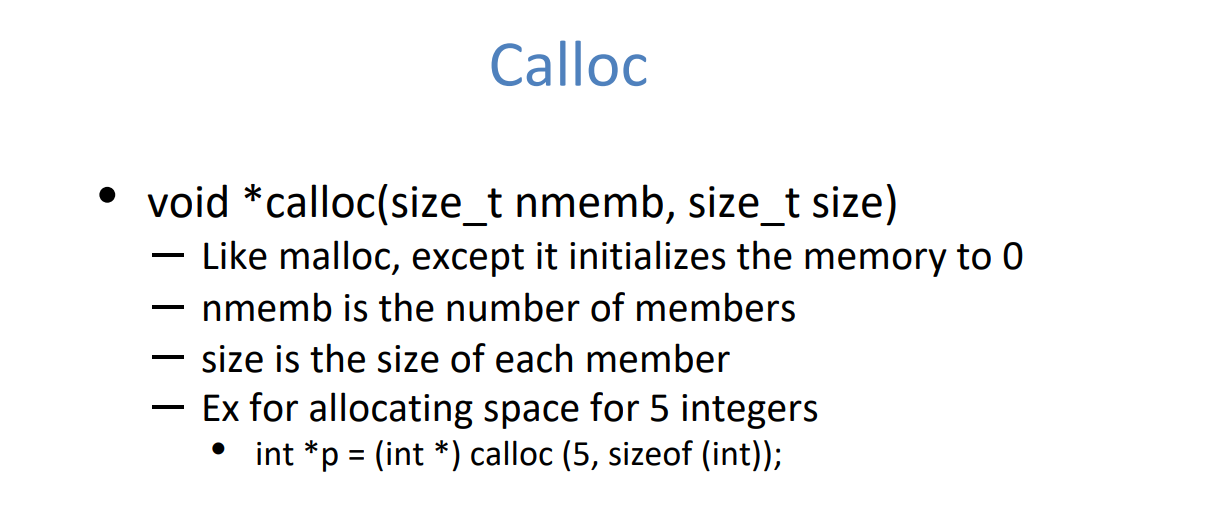 Calloc
• void *calloc(size_t nmemb, size_t size)
— Like malloc, except it initializes the memory to 0
— nmemb is the number of members
— size is the size of each member
— Ex for allocating space for 5 integers
• int *p = (int *) calloc (5, sizeof (int));